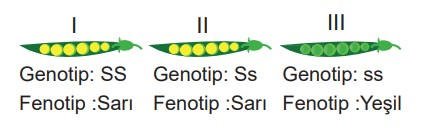 I II III
Genotip: SS Genotip: Ss Genotip: ss
Fenotip :Sarı Fenotip :Sarı Fenotip :Yeşil